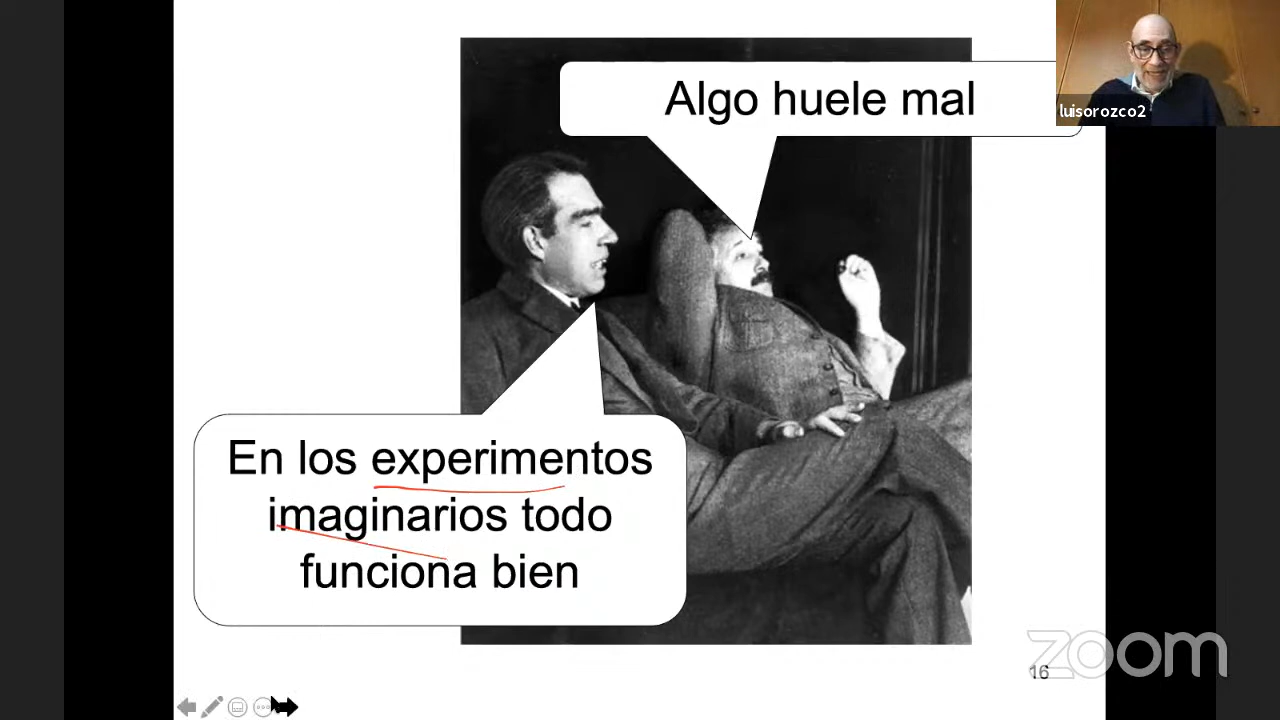 Algo huele mal
luisorozco2
En los experimentos
imaginarios todo
funciona bien
16
zoom